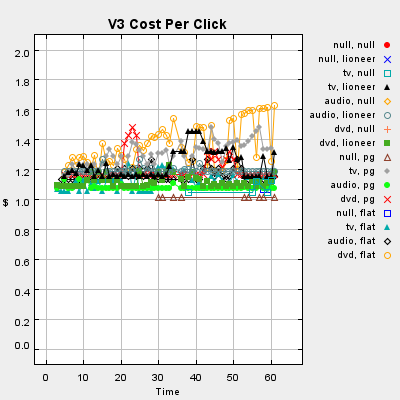 V3 Cost Per Click
2.0
1.8
1.6
1.4
1.2
1.0
0.8
0.6
0.4
0.2
0.0
$
0
10
20
30
40
50
60
Time
null, null
null, lioneer
tv, null
tv, lioneer
audio, null
audio, lioneer
dvd, null
dvd, lioneer
null, pg
tv, pg
audio, pg
dvd, pg
null, flat
tv, flat
audio, flat
dvd, flat